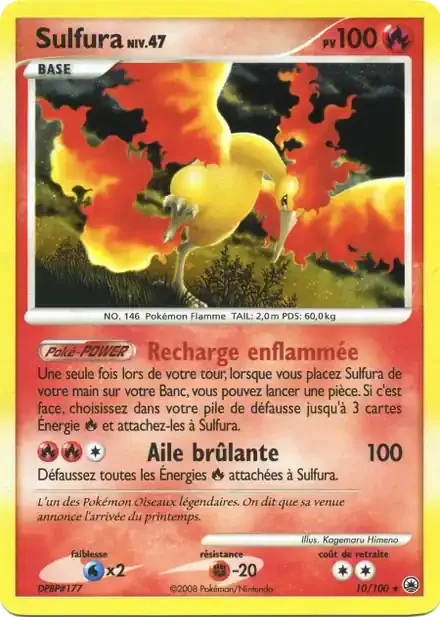 Sulfura NIV.47
PV 100
BASE
NO. 146 Pokémon Flamme TAIL: 2,0m PDS: 60,0kg
Poké-POWER Recharge enflammée
Une seule fois lors de votre tour, lorsque vous placez Sulfura de
votre main sur votre Banc, vous pouvez lancer une pièce. Si c'est
face, choisissez dans votre pile de défausse jusqu'à 3 cartes
Énergie et attachez-les à Sulfura.
Aile brûlante 100
Défaussez toutes les Énergies attachées à Sulfura.
L'un des Pokémon Oiseaux légendaires. On dit que sa venue
annonce l'arrivée du printemps.
Illus. Kagemaru Himeno
faiblesse résistance coût de retraite
x2 -20
DPBP#177 ©2008 Pokémon/Nintendo 10/100 ★